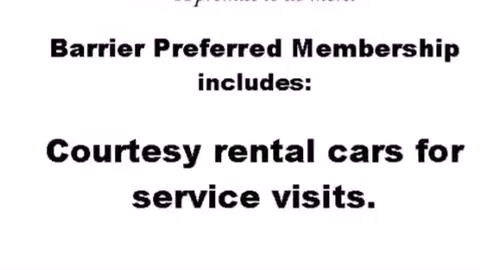 Barrier Preferred Membership
includes:
Courtesy rental cars for
service visits.